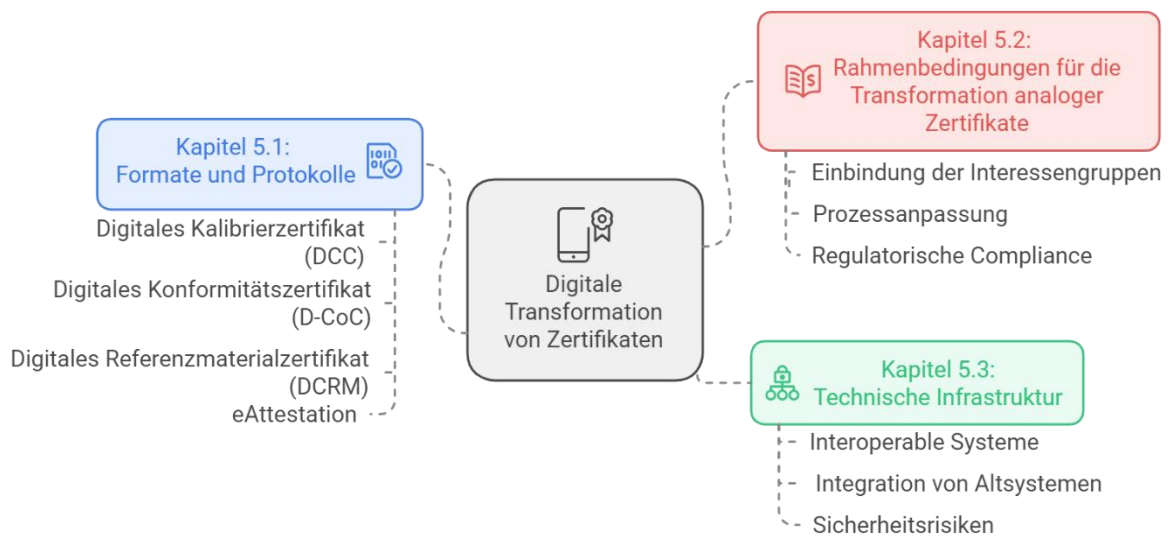 Kapitel 5.1:
Formate und Protokolle
Digitales Kalibrierzertifikat
(DCC)
Digitales Konformitätszertifikat
(D-CoC)
Digitales Referenzmaterialzertifikat
(DCRM)
eAttestation
Digitale
Transformation
von Zertifikaten
Kapitel 5.2:
Rahmenbedingungen für die
Transformation analoger
Zertifikate
Einbindung der Interessengruppen
Prozessanpassung
Regulatorische Compliance
Kapitel 5.3:
Technische Infrastruktur
Interoperable Systeme
Integration von Altsystemen
Sicherheitsrisiken